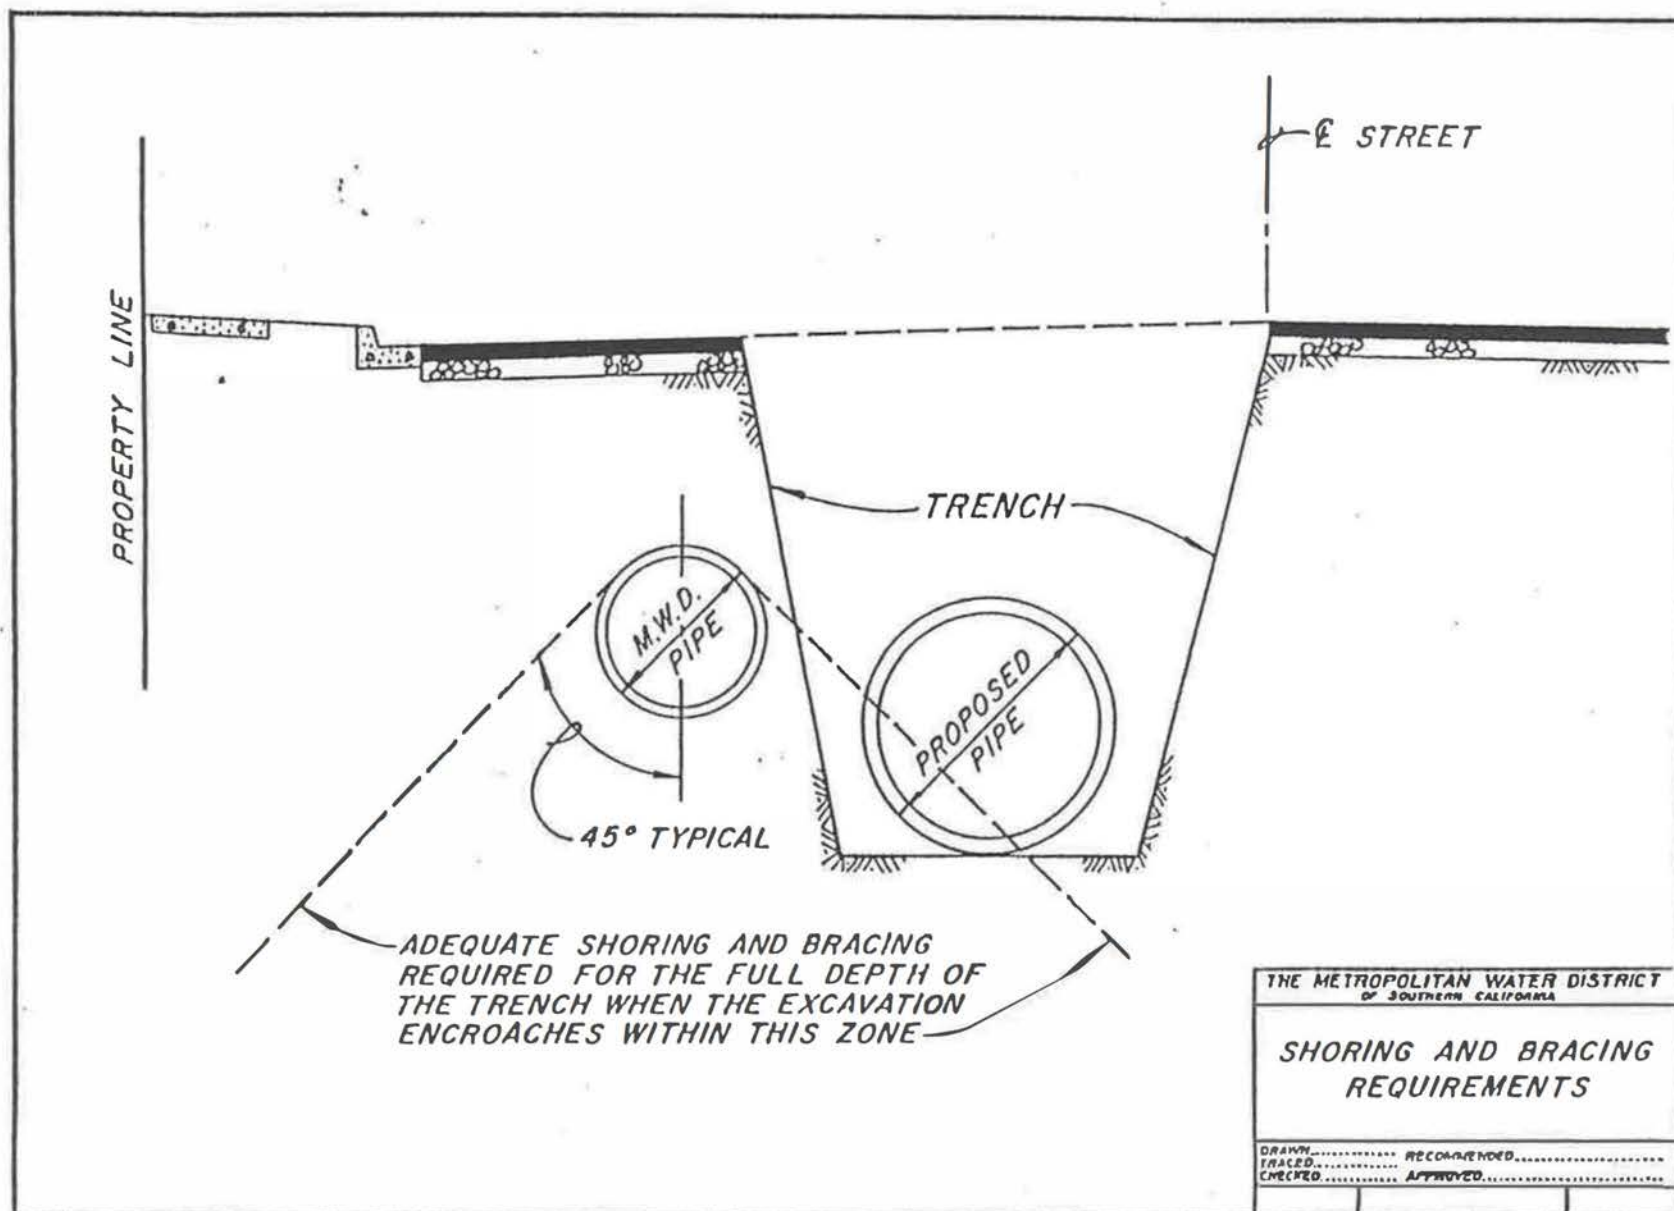 ℄ STREET
PROPERTY LINE
TRENCH
M.W.D.
PIPE
PROPOSED
PIPE
45° TYPICAL
ADEQUATE SHORING AND BRACING
REQUIRED FOR THE FULL DEPTH OF
THE TRENCH WHEN THE EXCAVATION
ENCROACHES WITHIN THIS ZONE
THE METROPOLITAN WATER DISTRICT
OF SOUTHERN CALIFORNIA
SHORING AND BRACING
REQUIREMENTS
DRAWN.............. RECOMMENDED......................
TRACED..............
CHECKED............ APPROVED...........................